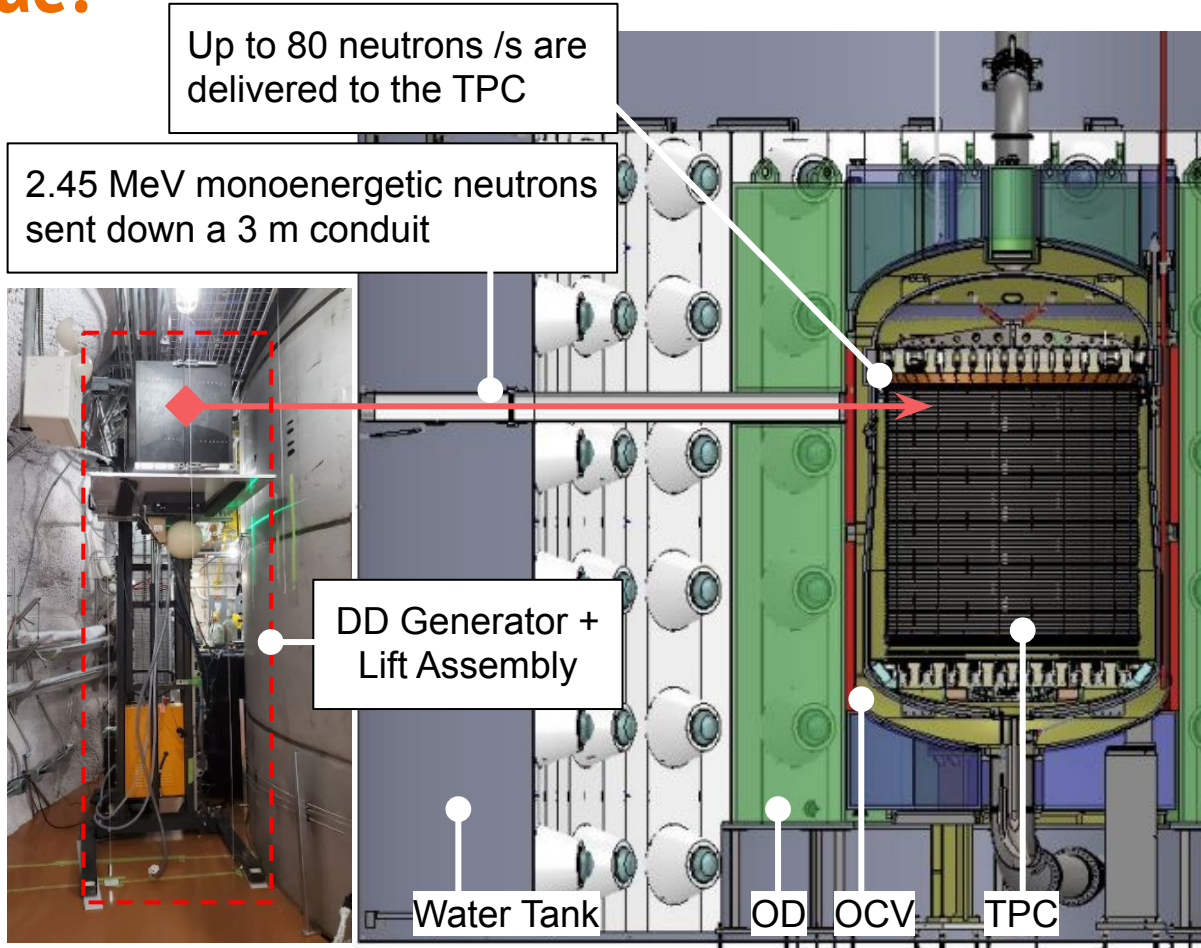 Up to 80 neutrons /s are
delivered to the TPC
2.45 MeV monoenergetic neutrons
sent down a 3 m conduit
DD Generator +
Lift Assembly
Water Tank
OD
OCV
TPC